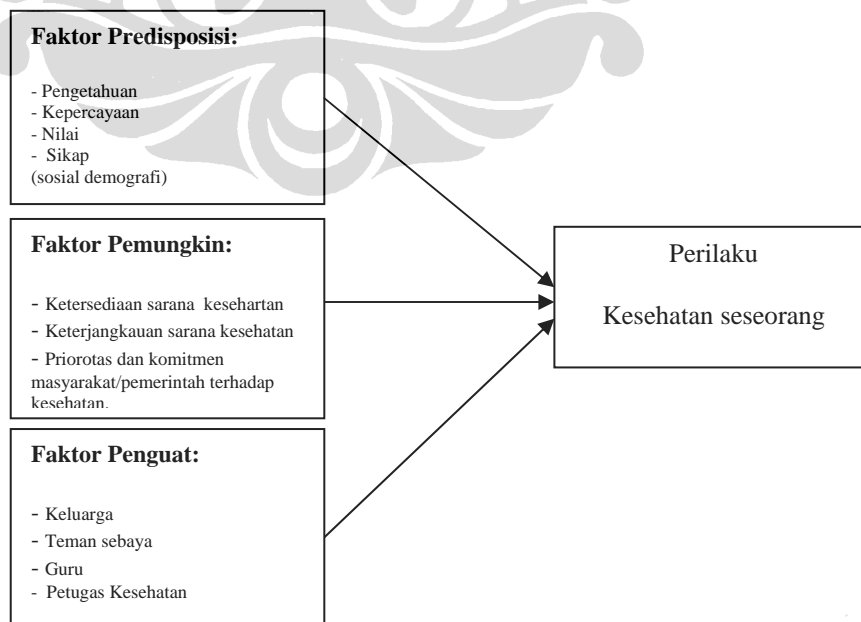 Faktor Predisposisi:
- Pengetahuan
- Kepercayaan
- Nilai
- Sikap
(sosial demografi)
Faktor Pemungkin:
- Ketersediaan sarana kesehartan
- Keterjangkauan sarana kesehatan
- Priorotas dan komitmen
masyarakat/pemerintah terhadap
kesehatan.
Faktor Penguat:
- Keluarga
- Teman sebaya
- Guru
- Petugas Kesehatan
Perilaku
Kesehatan seseorang